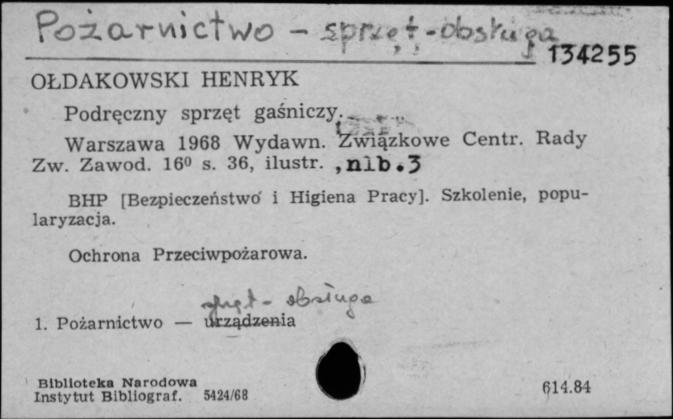 Pożarnictwo – sprzęt-obsługa
134255
OŁDAKOWSKI HENRYK
Podręczny sprzęt gaśniczy.
Warszawa 1968 Wydawn. Związkowe Centr. Rady
Zw. Zawod. 16⁰ s. 36, ilustr. , nlb. 3
BHP [Bezpieczeństwo i Higiena Pracy]. Szkolenie, popu-
laryzacja.
Ochrona Przeciwpożarowa.
sprzęt - obsługa
1. Pożarnictwo — urządzenia
Biblioteka Narodowa
Instytut Bibliograf. 5424/68
614.84